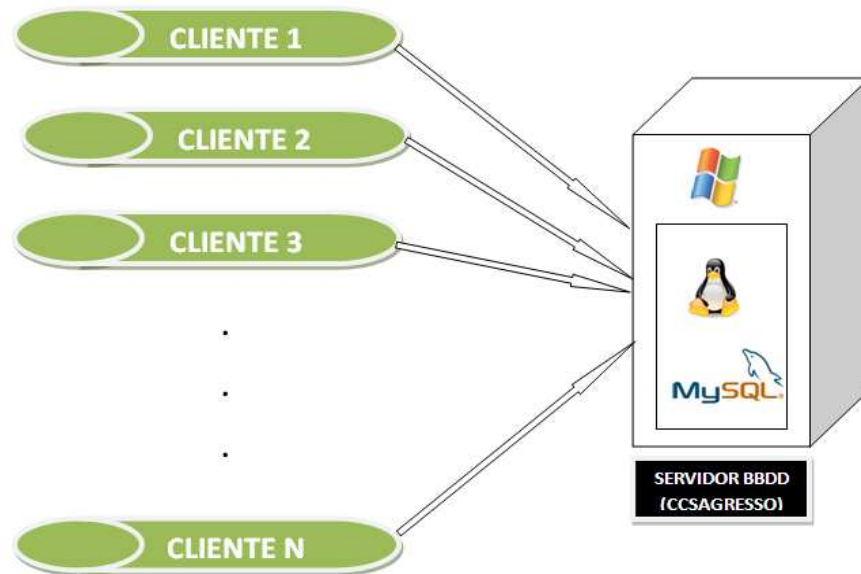 CLIENTE 1
CLIENTE 2
CLIENTE 3
.
.
.
CLIENTE N
MySQL
SERVIDOR BBDD
(CCSAGRESSO)